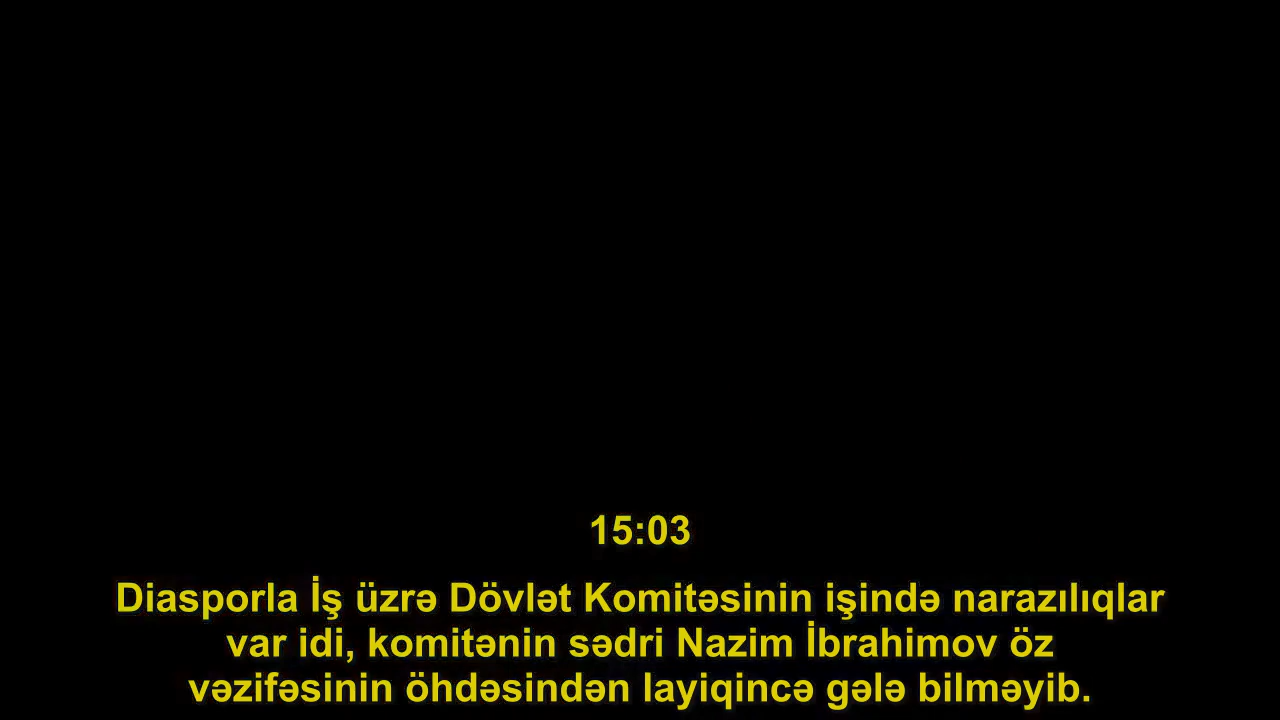 15:03
Diasporla İş üzrə Dövlət Komitəsinin işində narazılıqlar
var idi, komitənin sədri Nazim İbrahimov öz
vəzifəsinin öhdəsindən layiqincə gələ bilməyib.